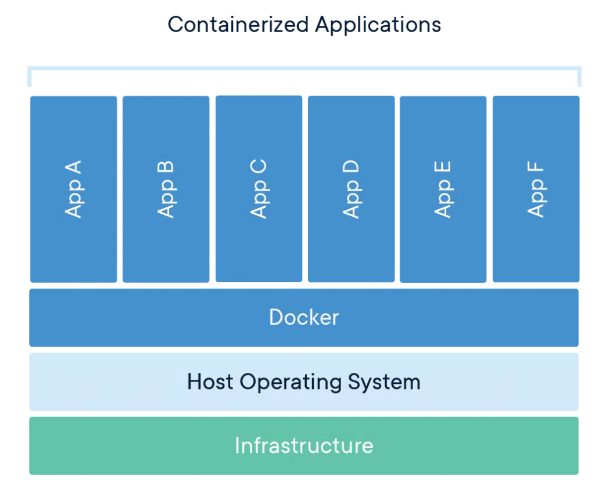 Containerized Applications
App A
App B
App C
App D
App E
App F
Docker
Host Operating System
Infrastructure